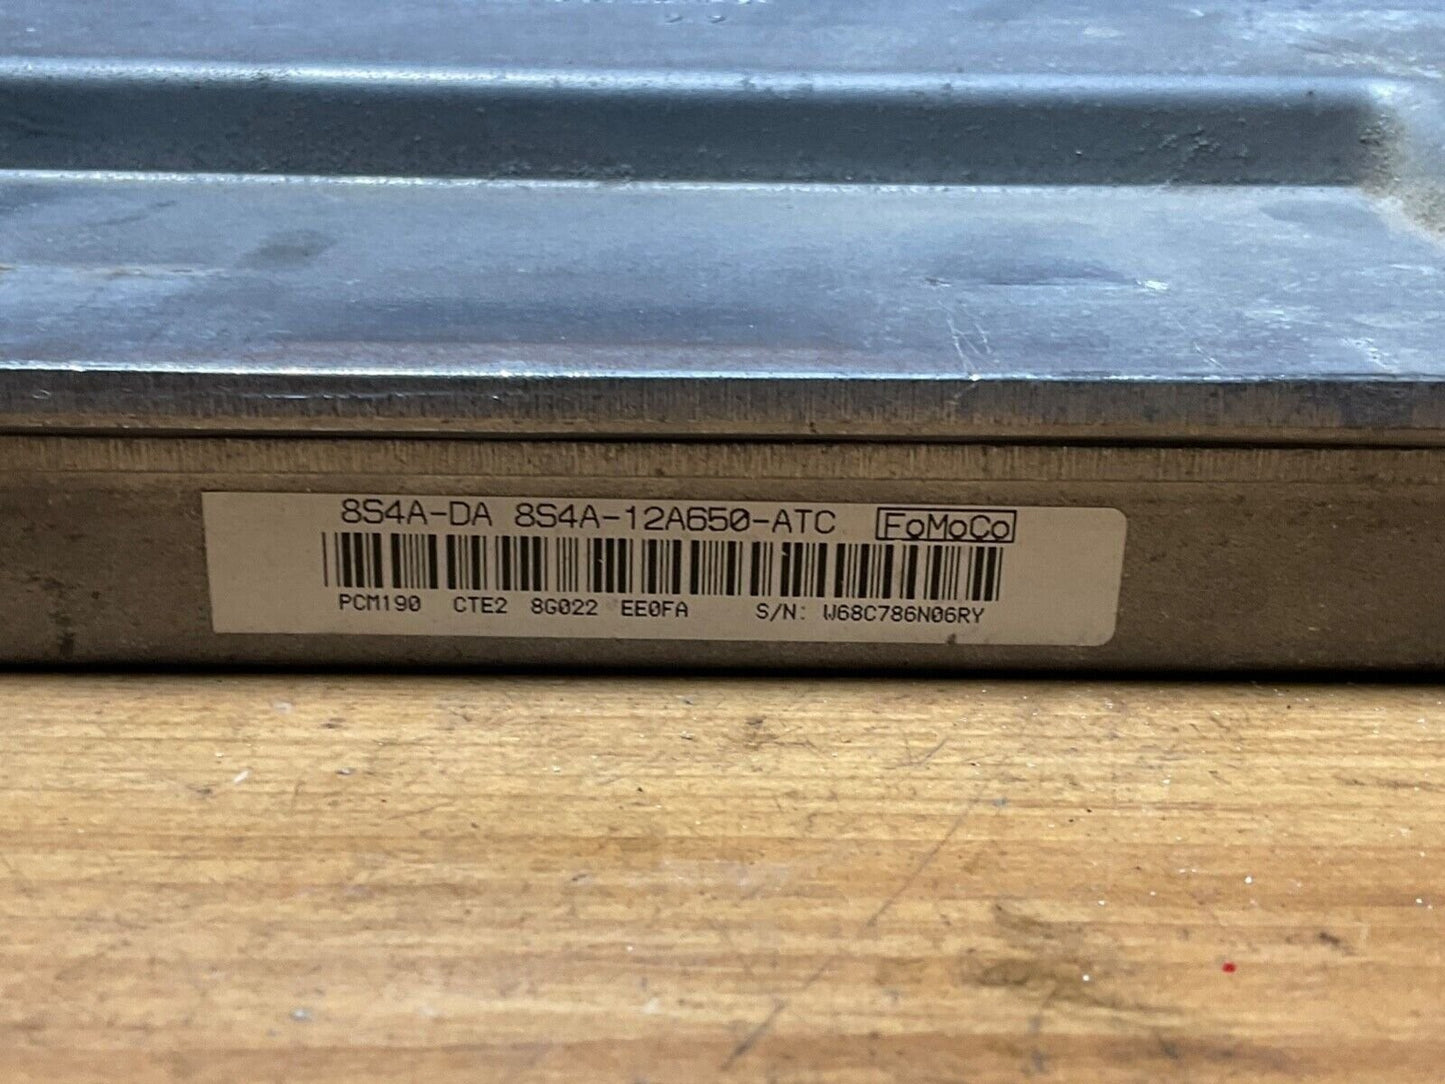 8S4A-DA 8S4A-12A650-ATC FoMoCo
PCM190 CTE2 8G022 EE0FA S/N: W68C786N06RY